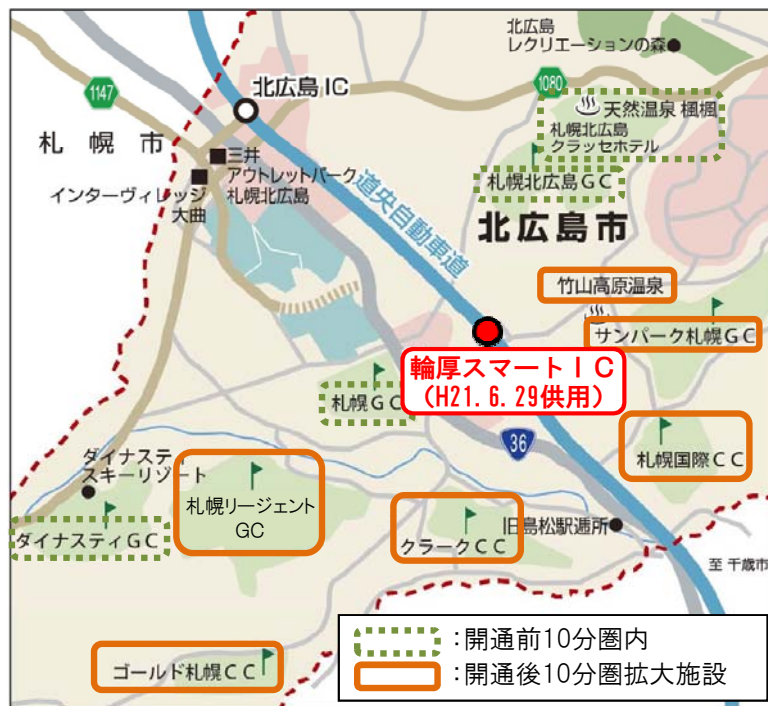 北広島
レクリエーションの森
1147
北広島 IC
1080
天然温泉 楓楓
札幌北広島
クラッセホテル
札幌市
三井
アウトレットパーク
札幌北広島
インターヴィレッジ
大曲
札幌北広島GC
道央自動車道
北広島市
竹山高原温泉
サンパーク札幌GC
輪厚スマートIC
(H21.6.29供用)
札幌GC
36
札幌国際CC
ダイナスティ
スキーリゾート
札幌リージェント
GC
ダイナスティGC
クラークCC
旧島松駅逓所
至 千歳市
ゴールド札幌CC
:開通前10分圏内
:開通後10分圏拡大施設